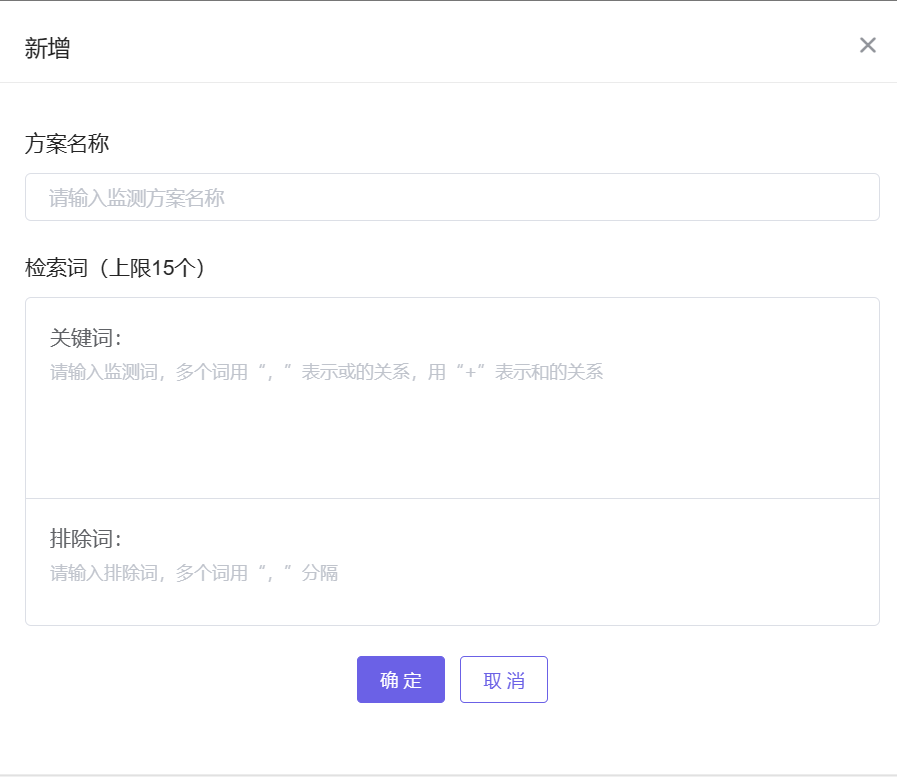 新增
方案名称
请输入监测方案名称
检索词（上限15个）
关键词：
请输入监测词，多个词用“，”表示或的关系，用“+”表示和的关系
排除词：
请输入排除词，多个词用“，”分隔
确定 取消